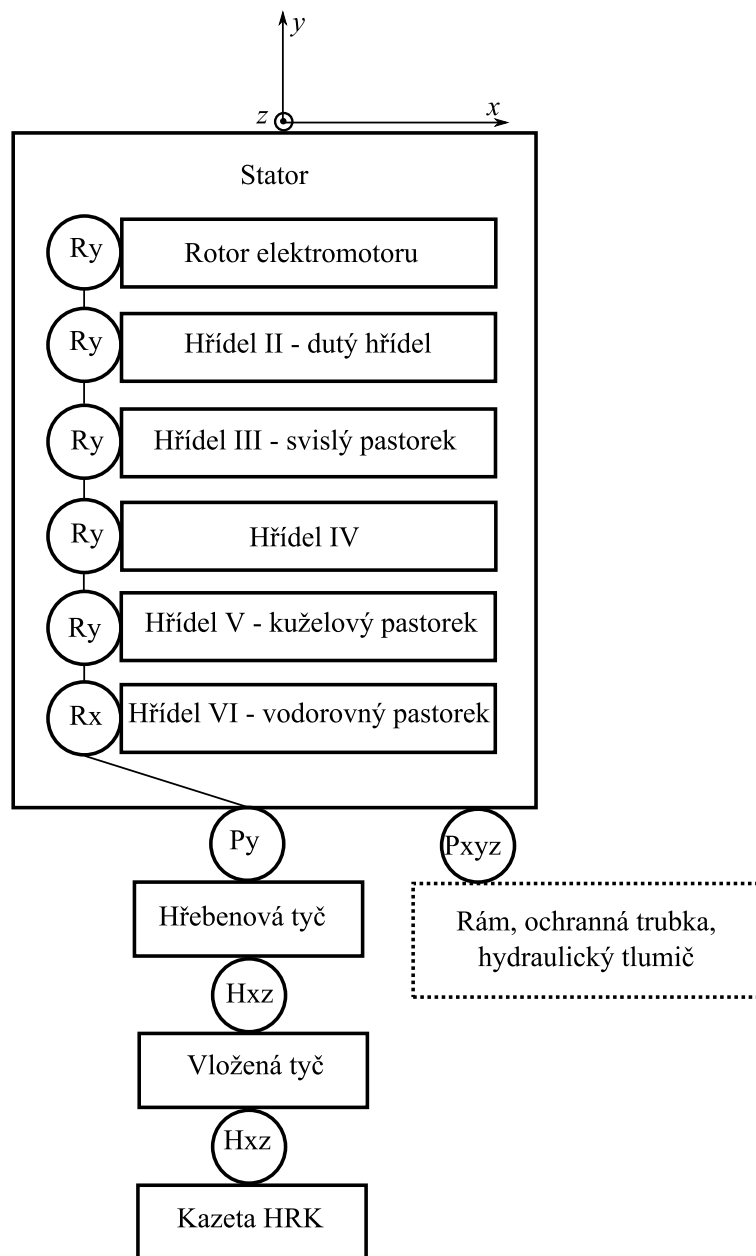 y
z
x
Stator
Ry
Rotor elektromotoru
Ry
Hřídel II - dutý hřídel
Ry
Hřídel III - svislý pastorek
Ry
Hřídel IV
Ry
Hřídel V - kuželový pastorek
Rx
Hřídel VI - vodorovný pastorek
Py
Pxyz
Hřebenová tyč
Rám, ochranná trubka,
hydraulický tlumič
Hxz
Vložená tyč
Hxz
Kazeta HRK